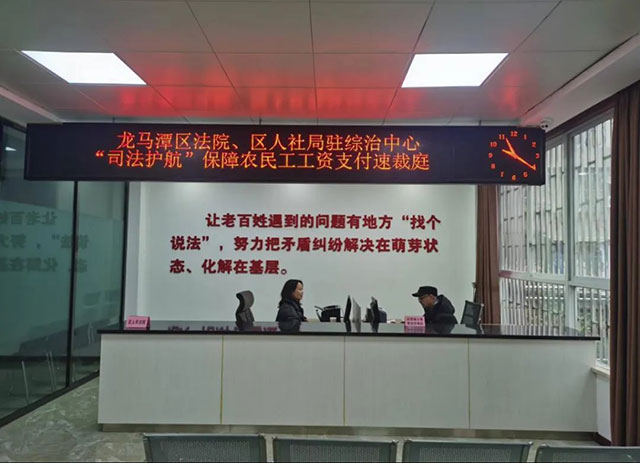 龙马潭区法院、区人社局驻综治中心
“司法护航”保障农民工工资支付速裁庭
让老百姓遇到的问题有地方“找个
说法”，努力把矛盾纠纷解决在萌芽状
态、化解在基层。